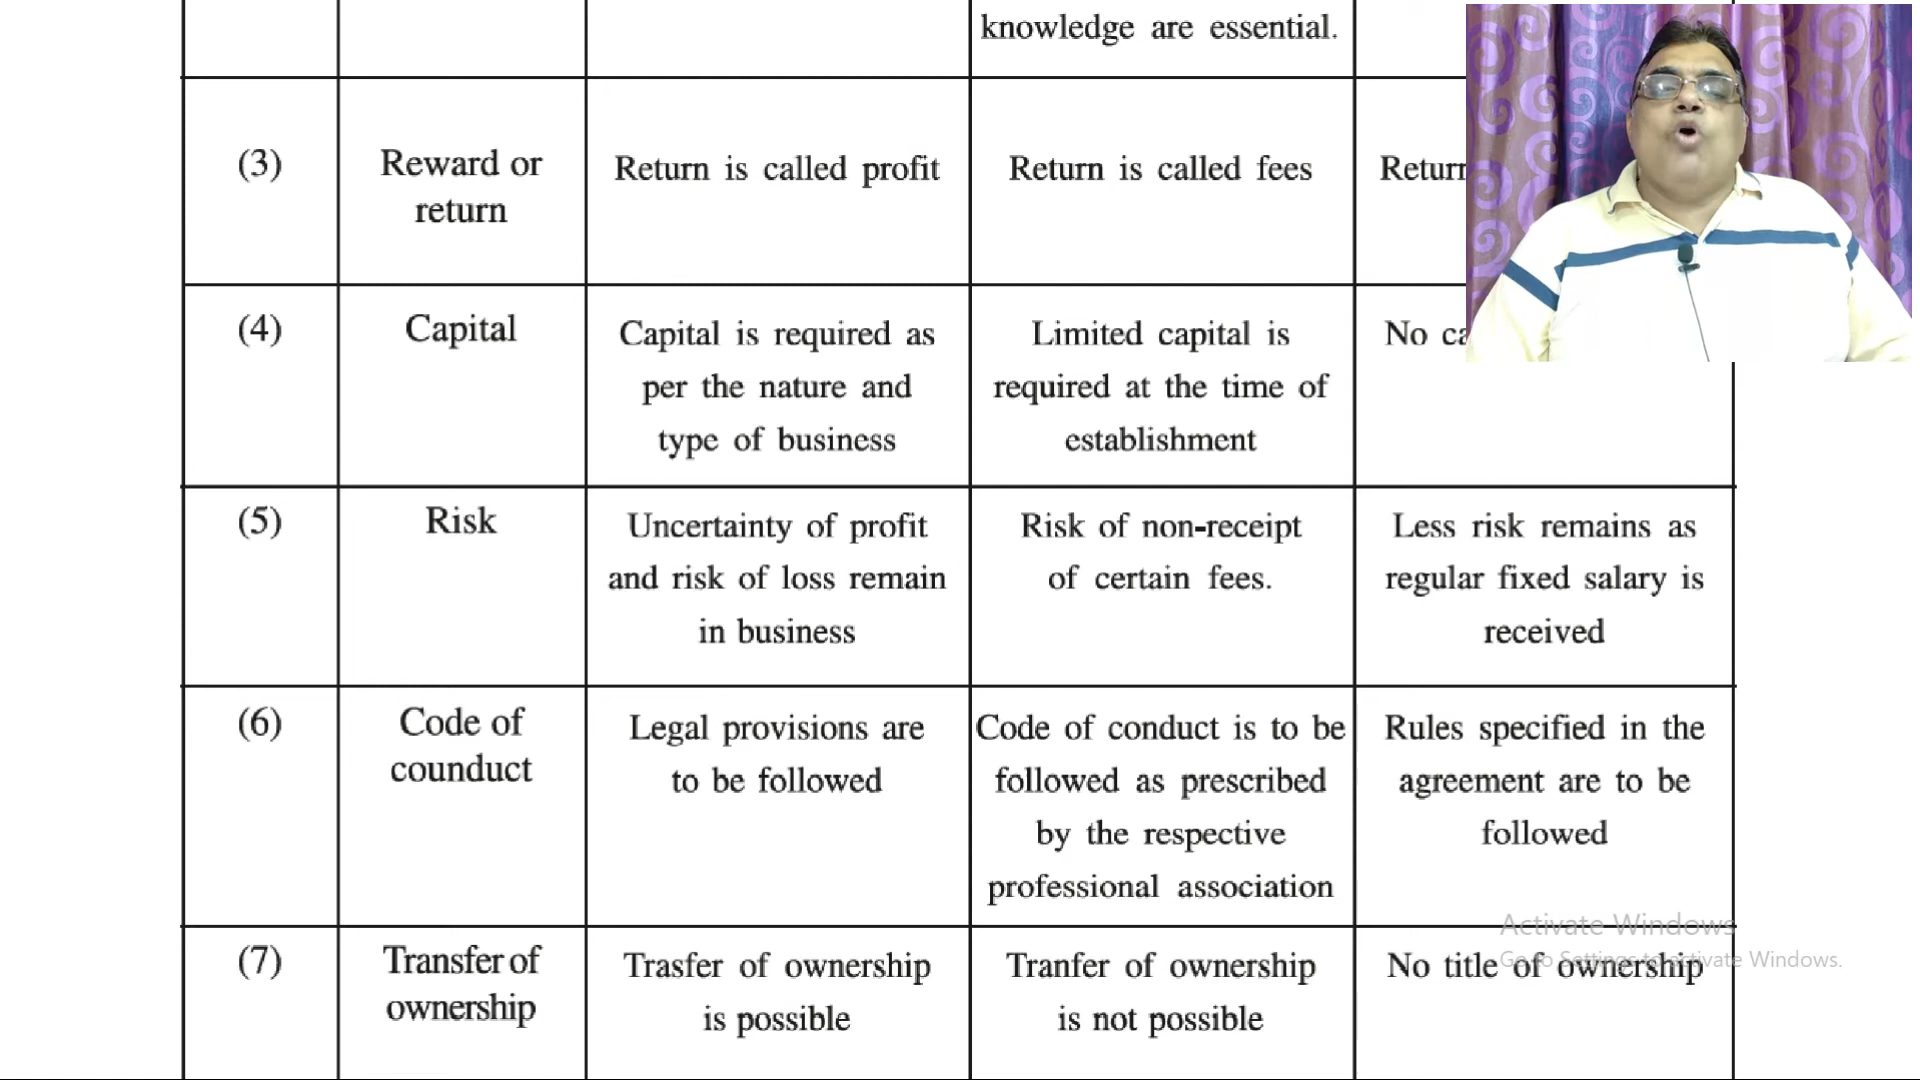 knowledge are essential.
(3)
Reward or
return
Return is called profit
Return is called fees
Return
(4)
Capital
Capital is required as
per the nature and
type of business
Limited capital is
required at the time of
establishment
No
(5)
Risk
Uncertainty of profit
and risk of loss remain
in business
Risk of non-receipt
of certain fees.
Less risk remains as
regular fixed salary is
received
(6)
Code of
counduct
Legal provisions are
to be followed
Code of conduct is to be
followed as prescribed
by the respective
professional association
Rules specified in the
agreement are to be
followed
(7)
Transfer of
ownership
Trasfer of ownership
is possible
Tranfer of ownership
is not possible
No title of ownership
Activate Windows
Go to Settings to activate Windows.